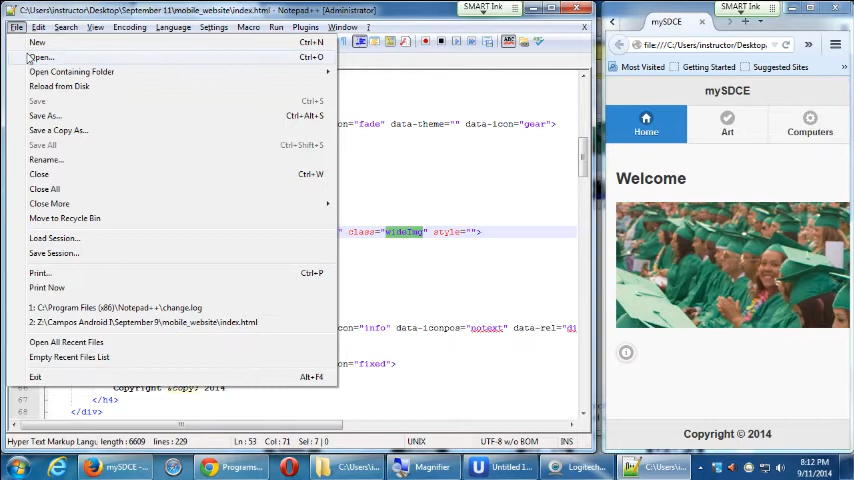 C:\Users\instructor\Desktop\September 11\mobile_website\index.html - Notepad++ [Administrator]
SMART Ink
File Edit Search View Encoding Language Settings Macro Run Plugins Window ?
New Ctrl+N
Open... Ctrl+O
Open Containing Folder
Reload from Disk
Save Ctrl+S
Save As... Ctrl+Alt+S
Save a Copy As...
Save All Ctrl+Shift+S
Rename...
Close Ctrl+W
Close All
Close More
Move to Recycle Bin
Load Session...
Save Session...
Print... Ctrl+P
Print Now
1: C:\Program Files (x86)\Notepad++\change.log
2: Z:\Campos Android I\September 9\mobile_website\index.html
Open All Recent Files
Empty Recent Files List
Exit Alt+F4
on="fade" data-theme="" data-icon="gear">
" class="wideImg" style="">
con="info" data-iconpos="notext" data-rel="di
on="fixed">
66 Copyright &copy; 2014
67 </h4>
68 </div>
Hyper Text Markup Langu length : 6609 lines : 229 Ln : 53 Col : 71 Sel : 7 | 0 UNIX UTF-8 w/o BOM INS
SMART Ink
mySDCE
file:///C:/Users/instructor/Desktop
Most Visited Getting Started Suggested Sites
mySDCE
Home Art Computers
Welcome
Copyright © 2014
mySDCE -... Programs... C:\Users\i... Magnifier Untitled 1... Logitech... C:\Users\i...
8:12 PM
9/11/2014